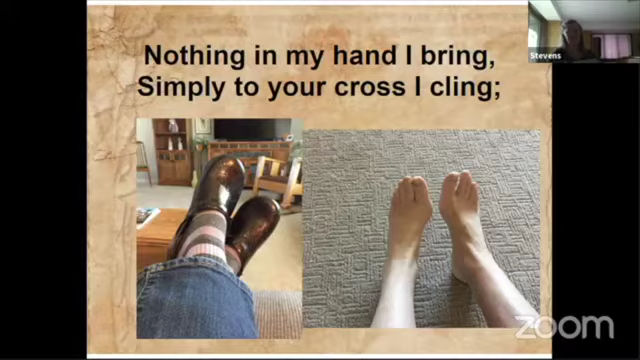 Nothing in my hand I bring,
Simply to your cross I cling;
Stevens
zoom